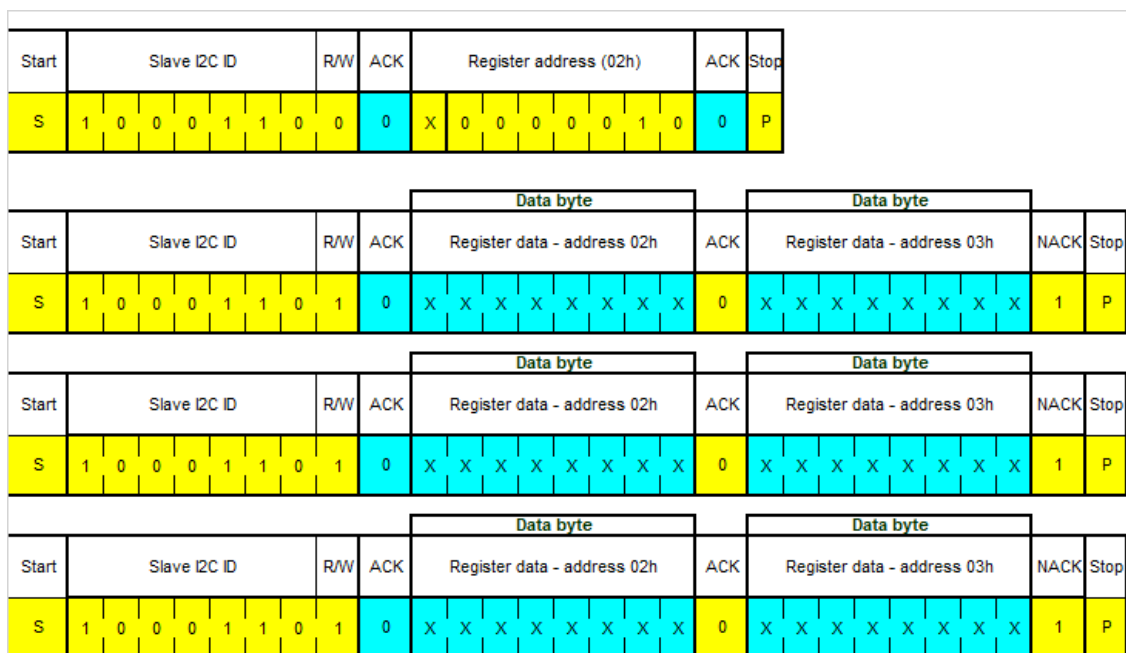 Start Slave I2C ID R/W ACK Register address (02h) ACK Stop
S 1 0 0 0 1 1 0 0 0 X 0 0 0 0 0 1 0 0 P
Data byte Data byte
Start Slave I2C ID R/W ACK Register data - address 02h ACK Register data - address 03h NACK Stop
S 1 0 0 0 1 1 0 1 0 X X X X X X X X 0 X X X X X X X X 1 P
Data byte Data byte
Start Slave I2C ID R/W ACK Register data - address 02h ACK Register data - address 03h NACK Stop
S 1 0 0 0 1 1 0 1 0 X X X X X X X X 0 X X X X X X X X 1 P
Data byte Data byte
Start Slave I2C ID R/W ACK Register data - address 02h ACK Register data - address 03h NACK Stop
S 1 0 0 0 1 1 0 1 0 X X X X X X X X 0 X X X X X X X X 1 P